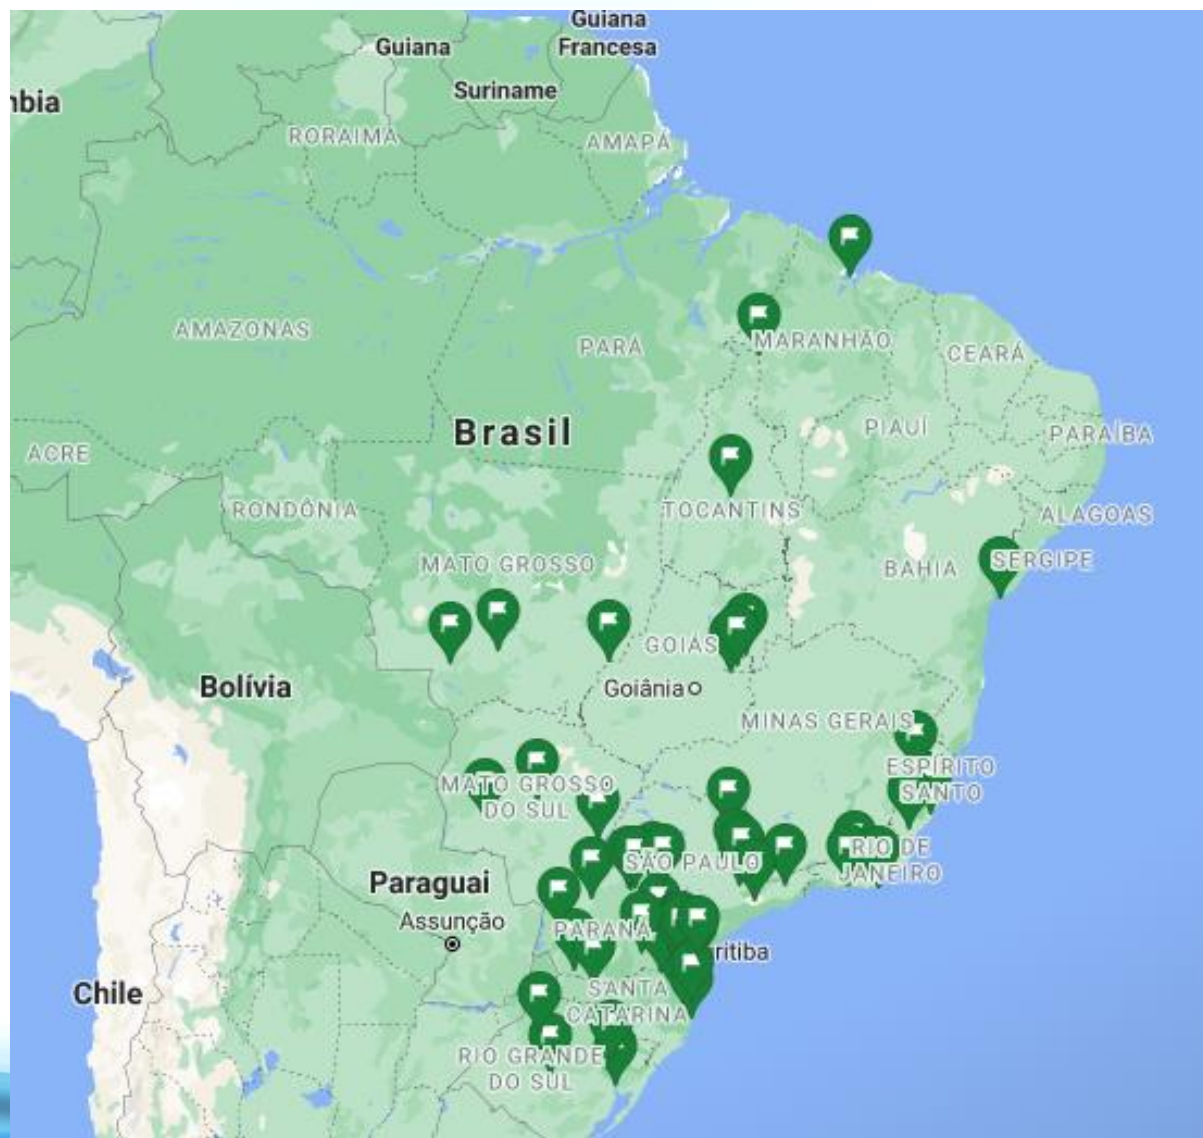 Guiana
Guiana
Francesa
Suriname
mbia
RORAIMA
AMAPÁ
AMAZONAS
PARÁ
MARANHÃO
CEARÁ
Brasil
PIAUÍ
PARAÍBA
ACRE
RONDÔNIA
TOCANTINS
ALAGOAS
MATO GROSSO
BAHIA
SERGIPE
GOIÁS
Bolívia
Goiânia
MINAS GERAIS
ESPÍRITO
SANTO
MATO GROSSO
DO SUL
SÃO PAULO
RIO DE
JANEIRO
Paraguai
Assunção
PARANÁ
ritiba
SANTA
CATARINA
Chile
RIO GRANDE
DO SUL